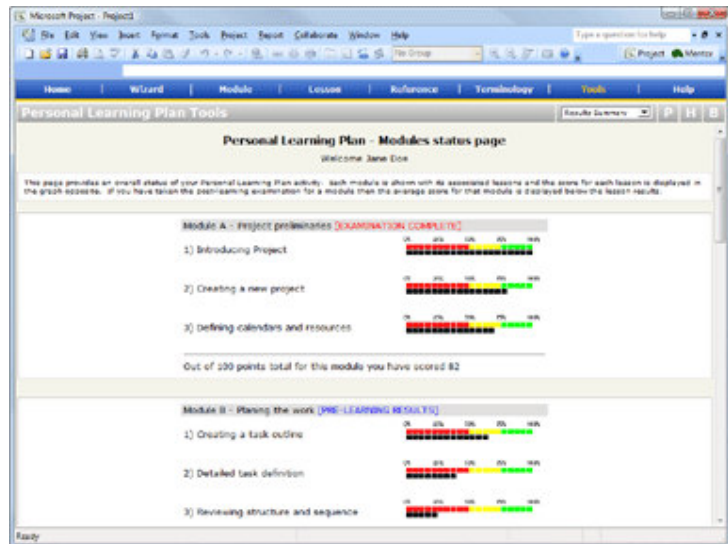 Microsoft Project - Project1
File Edit View Insert Format Tools Project Report Collaborate Window Help
Type a question for help
No Group
Project Mentor
Home | Wizard | Module | Lesson | Reference | Terminology | Tools | Help
Personal Learning Plan Tools
Results Summary
P H B
Personal Learning Plan - Modules status page
Welcome Jane Doe
This page provides an overall status of your Personal Learning Plan activity. Each module is shown with its associated lessons and the score for each lesson is displayed in
the graph opposite. If you have taken the post-learning examination for a module then the average score for that module is displayed below the lesson results.
Module A - Project preliminaries [EXAMINATION COMPLETE]
1) Introducing Project
2) Creating a new project
3) Defining calendars and resources
Out of 100 points total for this module you have scored 82
Module B - Planing the work [PRE-LEARNING RESULTS]
1) Creating a task outline
2) Detailed task definition
3) Reviewing structure and sequence
Ready